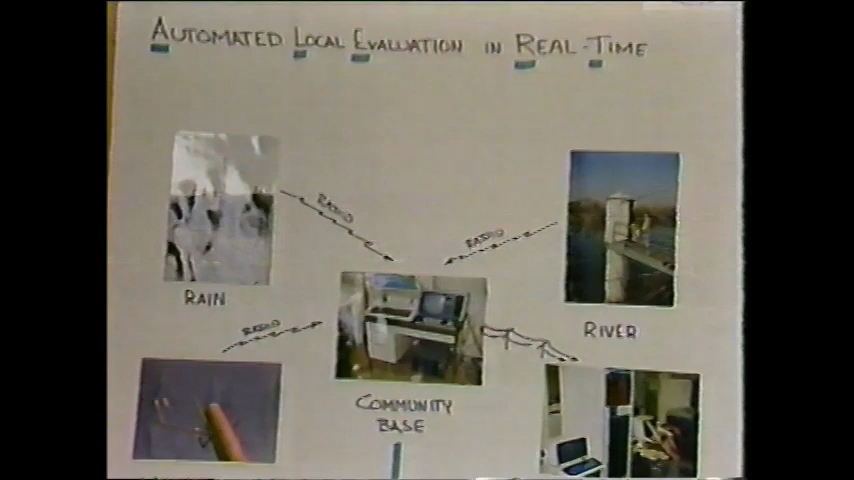 AUTOMATED LOCAL EVALUATION IN REAL-TIME
RADIO
RADIO
RAIN
RADIO
RIVER
COMMUNITY
BASE